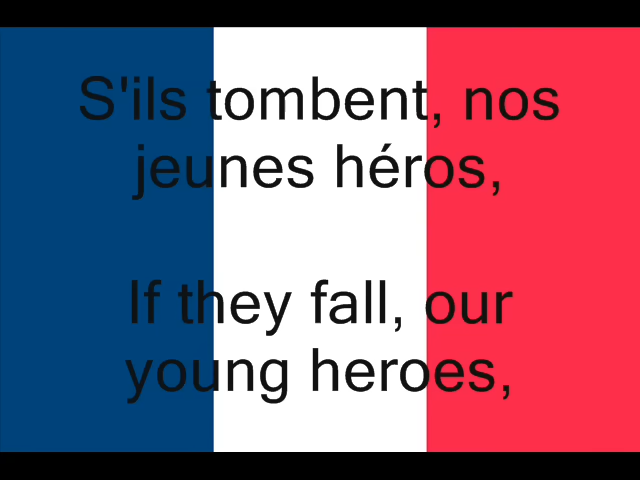 S'ils tombent, nos
jeunes héros,
If they fall, our
young heroes,